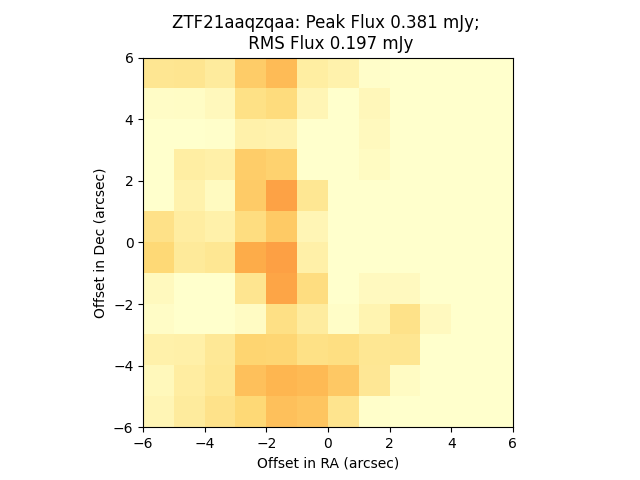 ZTF21aaqzqaa: Peak Flux 0.381 mJy;
RMS Flux 0.197 mJy
6
4
2
0
−2
−4
−6
Offset in Dec (arcsec)
−6 −4 −2 0 2 4 6
Offset in RA (arcsec)